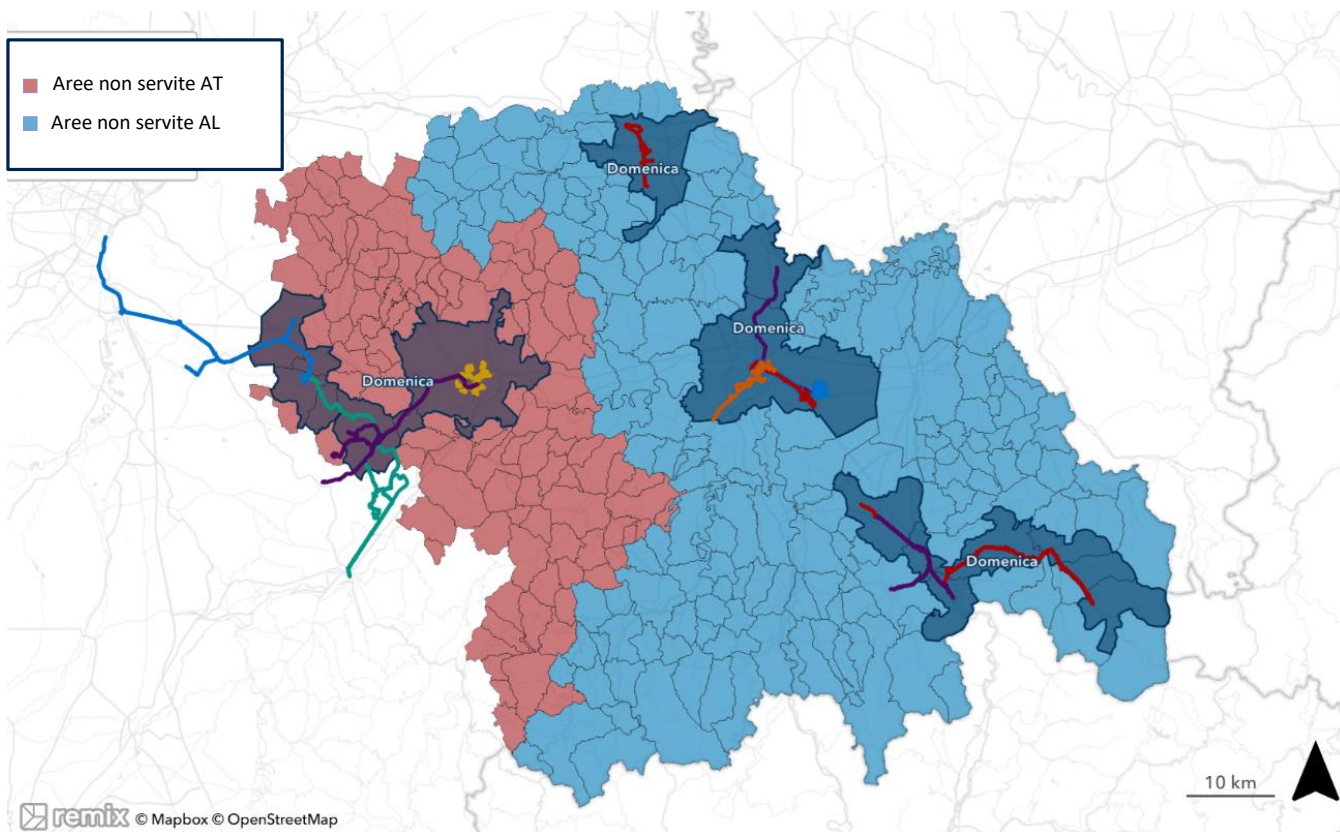 Aree non servite AT
Aree non servite AL
Domenica
Domenica
Domenica
Domenica
10 km
remix © Mapbox © OpenStreetMap